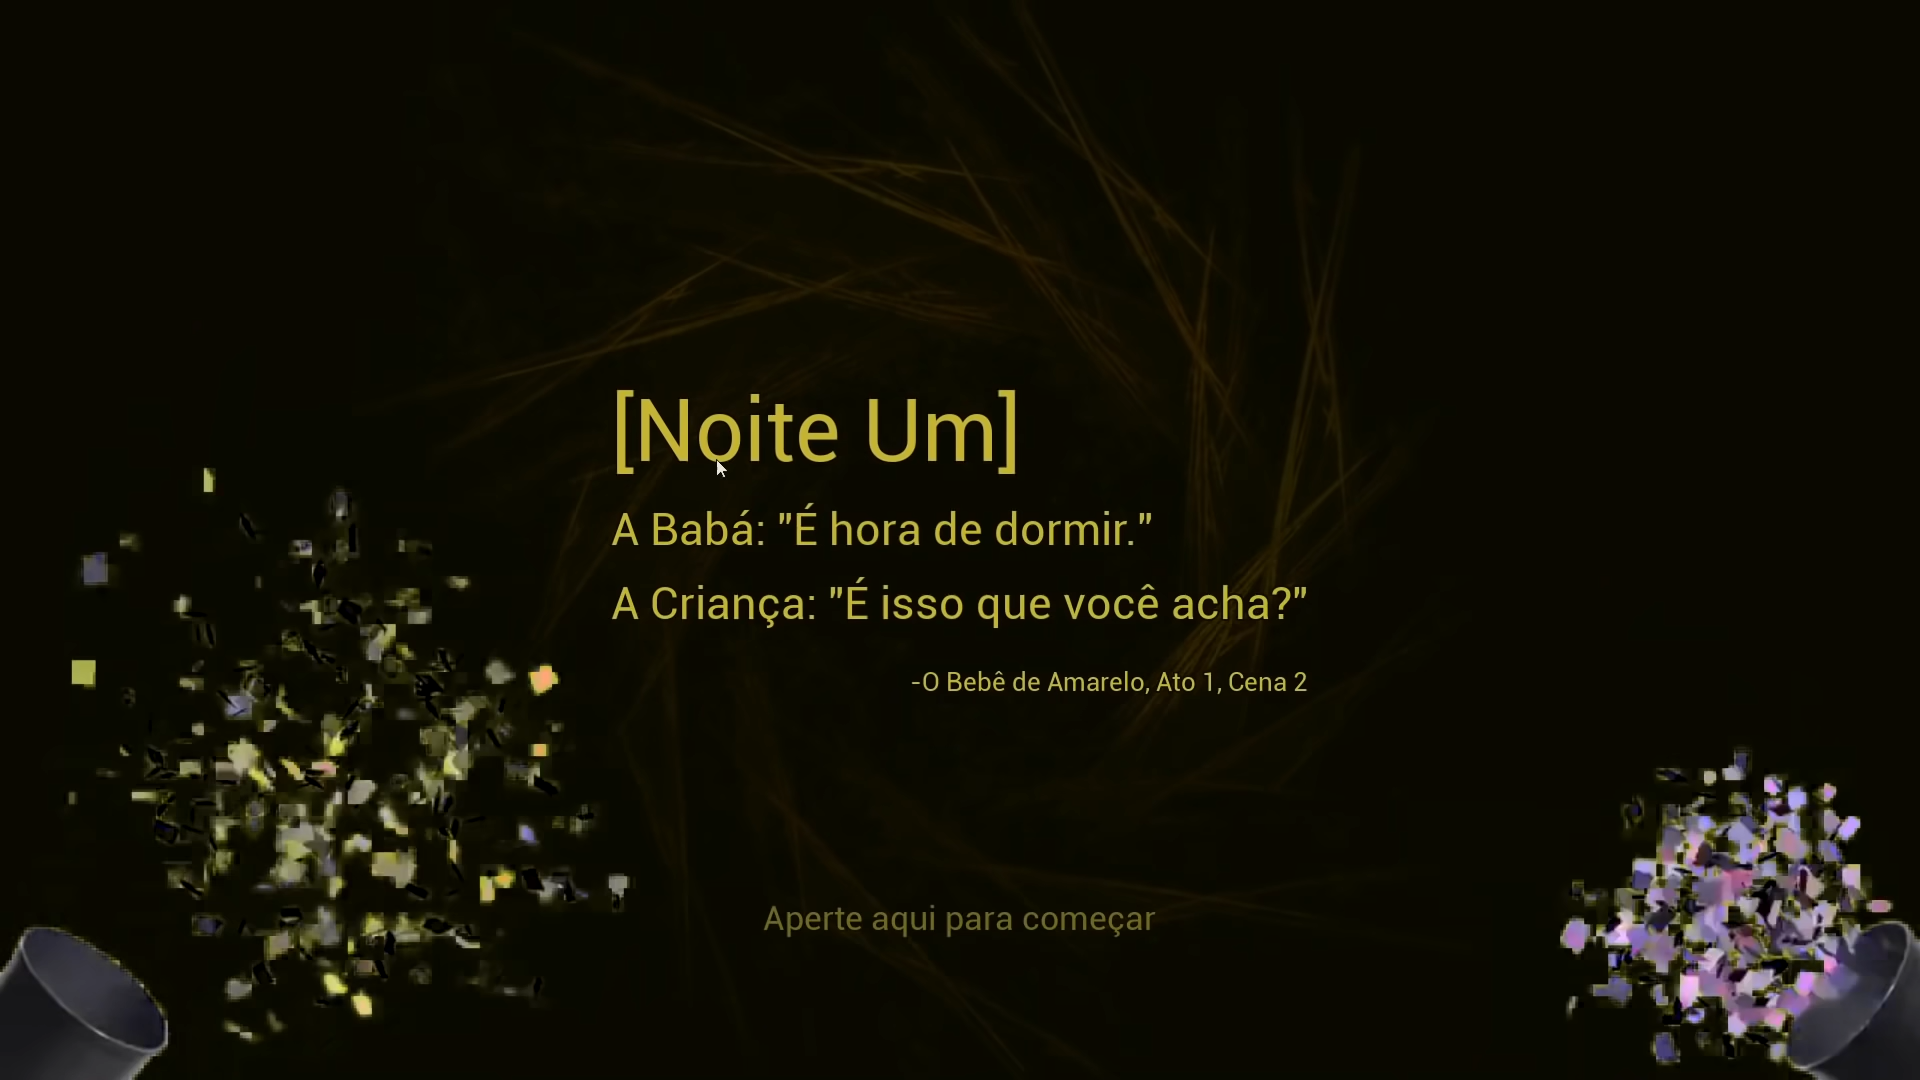 [Noite Um]
A Babá: "É hora de dormir."
A Criança: "É isso que você acha?"
-O Bebê de Amarelo, Ato 1, Cena 2
Aperte aqui para começar